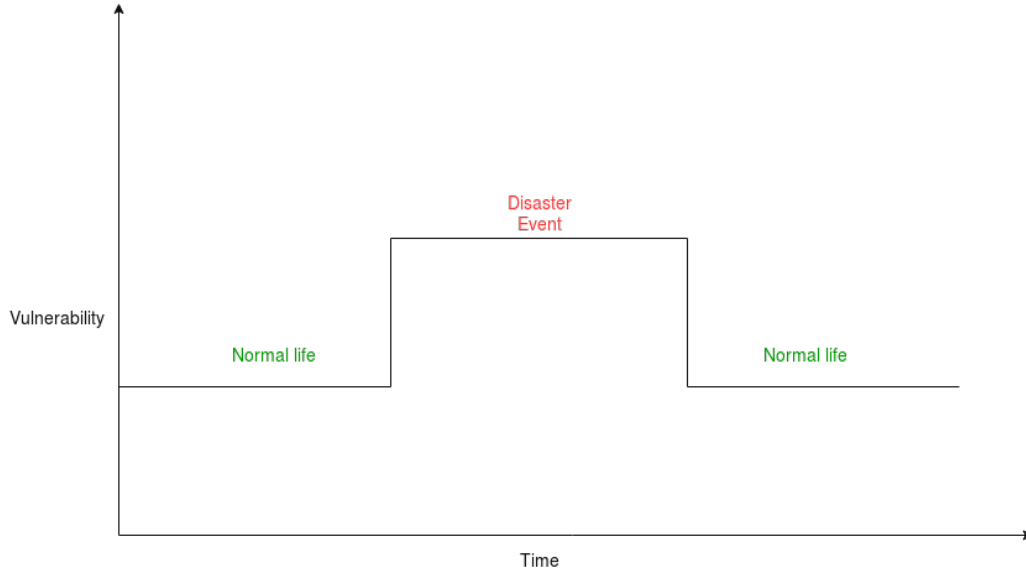 Disaster
Event
Vulnerability
Normal life
Normal life
Time